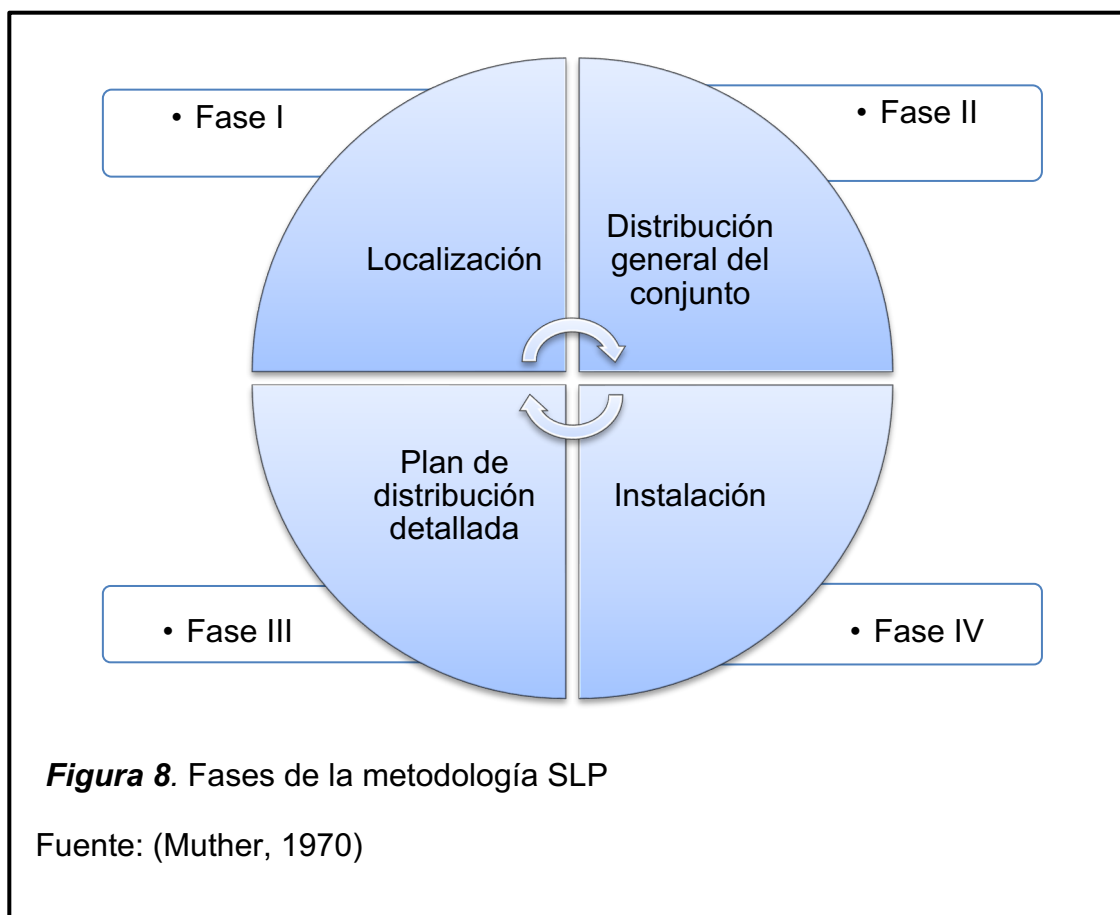 • Fase I
• Fase II
Localización
Distribución
general del
conjunto
Plan de
distribución
detallada
Instalación
• Fase III
• Fase IV
Figura 8. Fases de la metodología SLP
Fuente: (Muther, 1970)